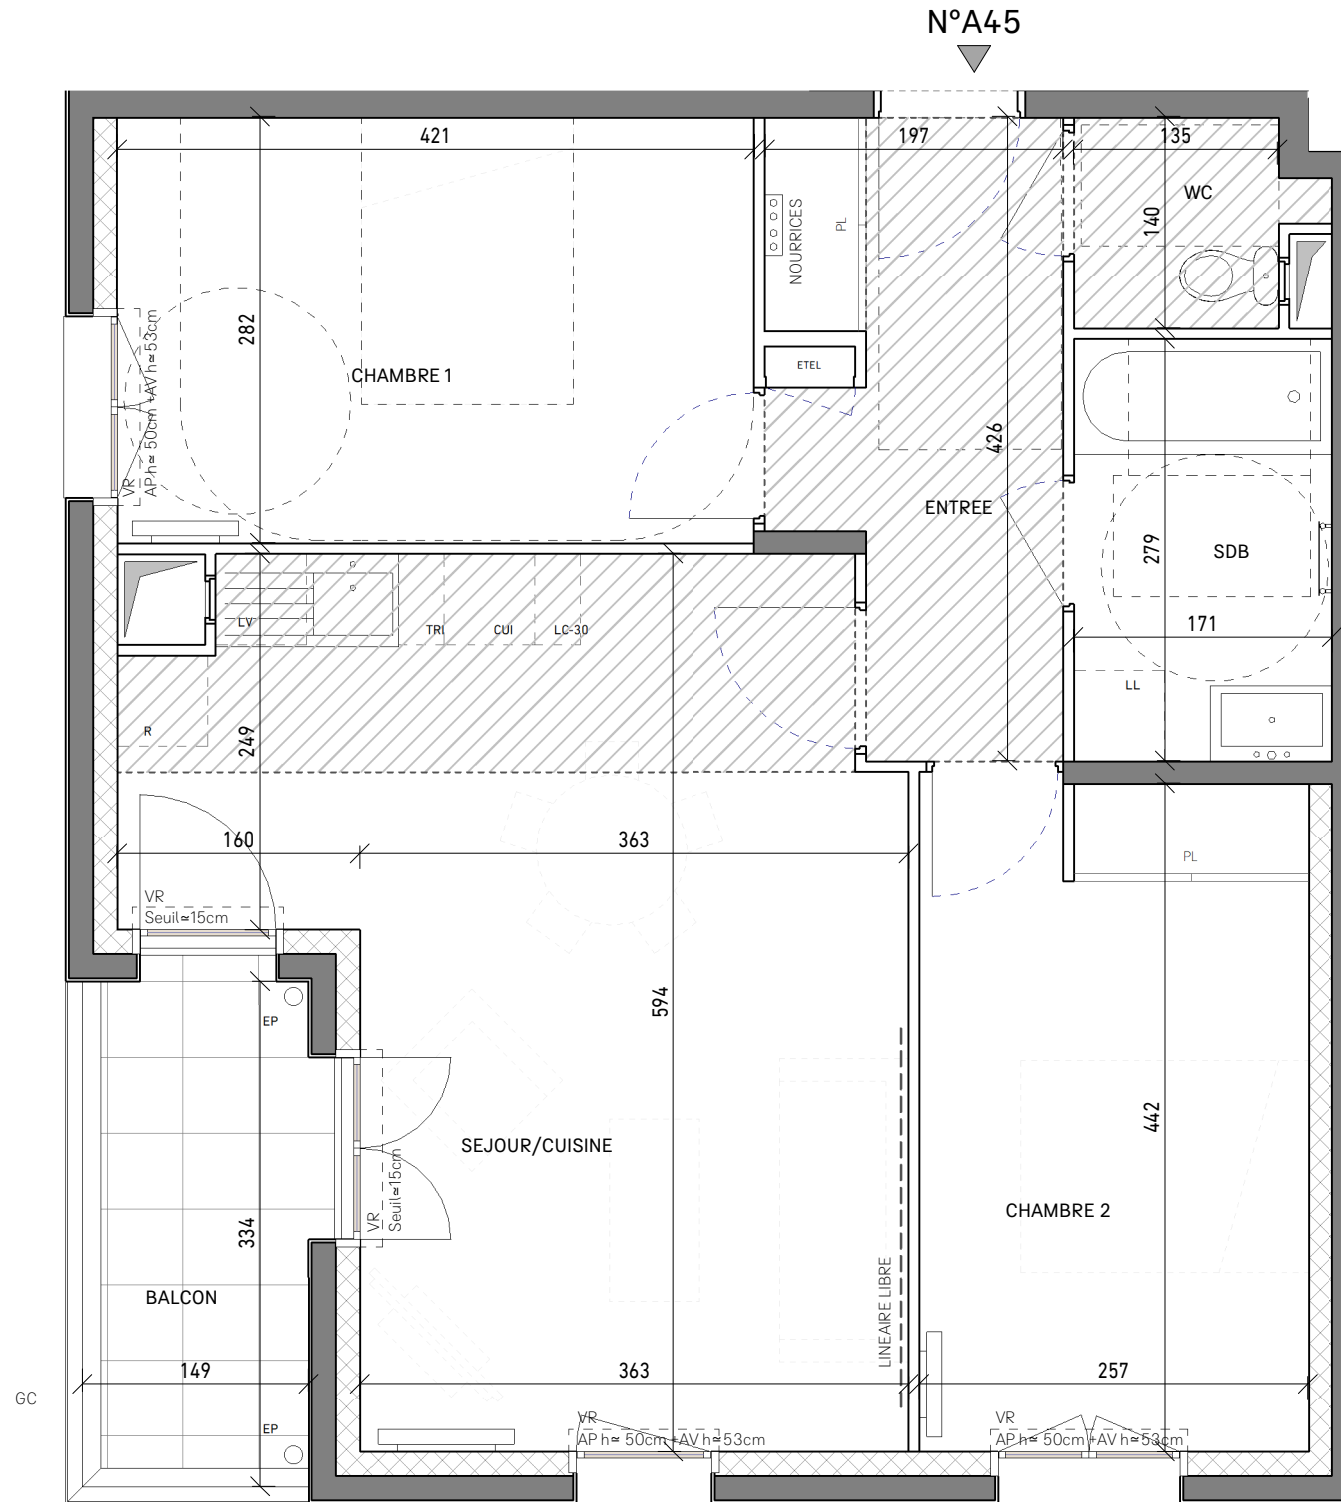 N°A45
421
197
135
WC
140
NOURRICES
PL
282
VR
AP h≃ 50cm +AV h≃53cm
CHAMBRE 1
ETEL
426
ENTREE
279
SDB
171
LV
TRI
CUI
LC-30
LL
R
249
160
363
PL
VR
Seuil≃15cm
EP
594
VR
Seuil≃15cm
SEJOUR/CUISINE
442
CHAMBRE 2
334
BALCON
LINEAIRE LIBRE
149
363
257
GC
EP
VR
AP h≃ 50cm +AV h≃53cm
VR
AP h≃ 50cm +AV h≃53cm